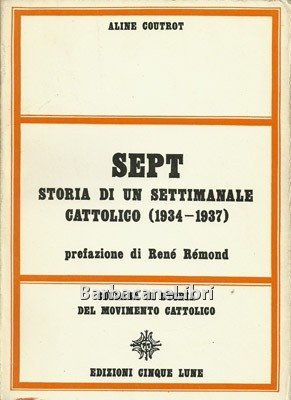 ALINE COUTROT
SEPT
STORIA DI UN SETTIMANALE
CATTOLICO (1934-1937)
prefazione di René Rémond
BarbacaneLibri
DEL MOVIMENTO CATTOLICO
EDIZIONI CINQUE LUNE